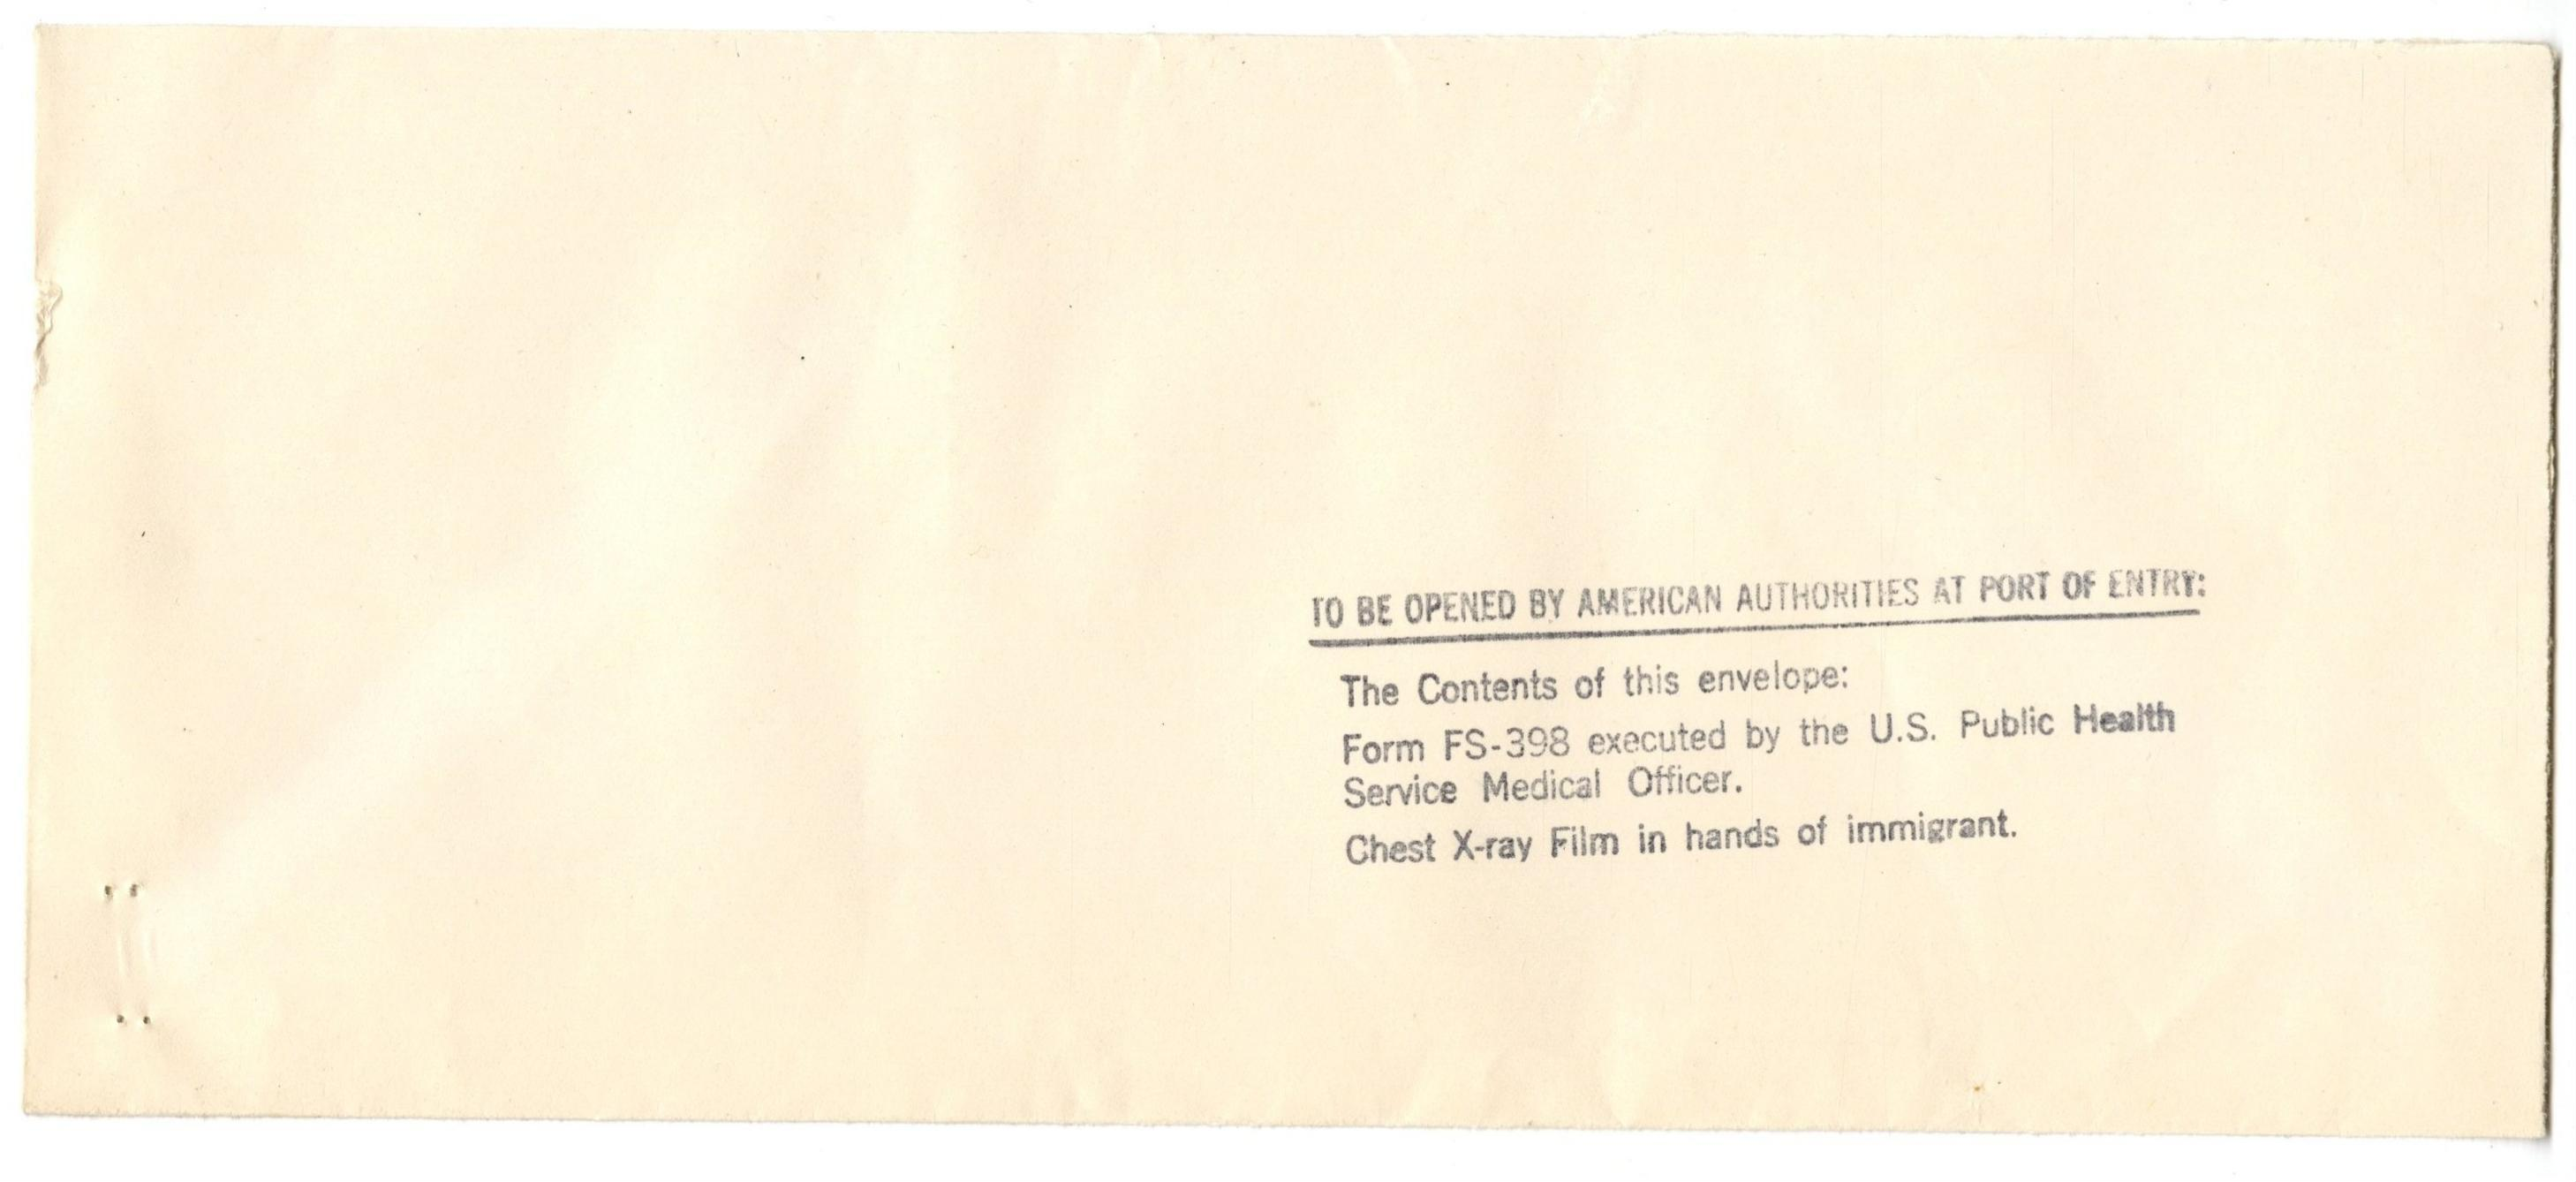 TO BE OPENED BY AMERICAN AUTHORITIES AT PORT OF ENTRY:
The Contents of this envelope:
Form FS-398 executed by the U.S. Public Health
Service Medical Officer.
Chest X-ray Film in hands of immigrant.